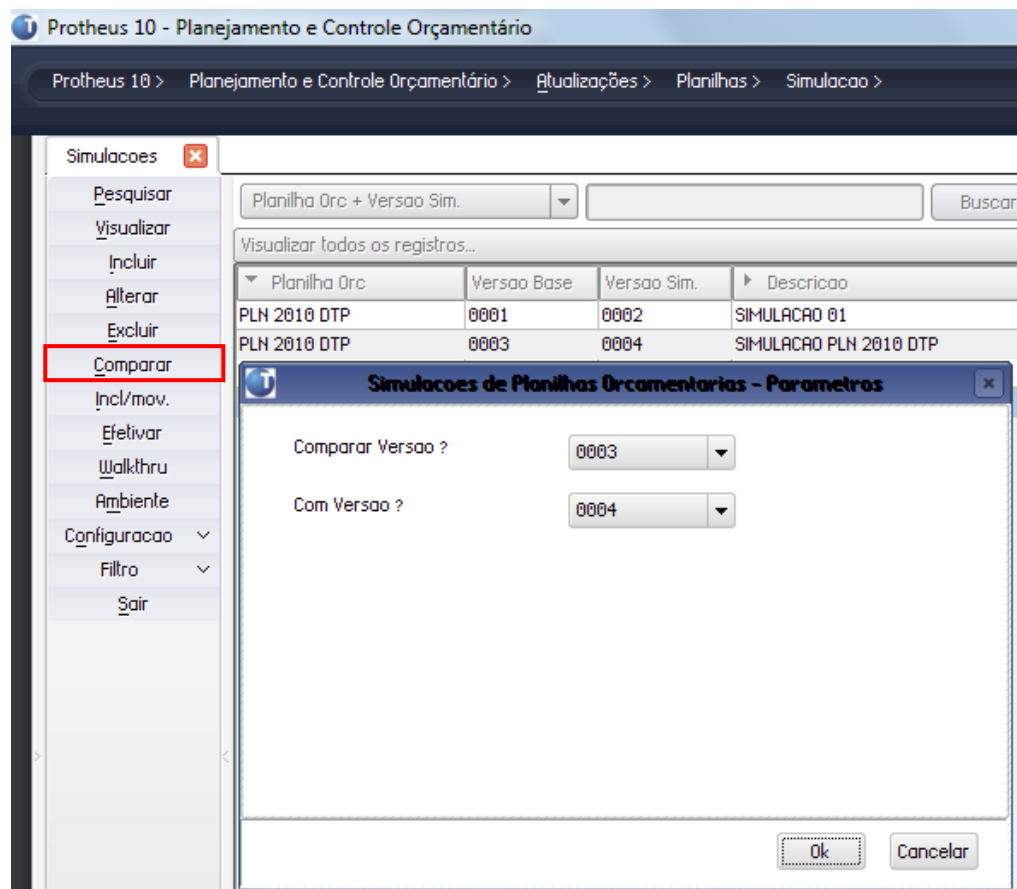 Protheus 10 - Planejamento e Controle Orçamentário
Protheus 10 > Planejamento e Controle Orçamentário > Atualizações > Planilhas > Simulacao >
Simulacoes
Pesquisar
Visualizar
Incluir
Alterar
Excluir
Comparar
Incl/mov.
Efetivar
Walkthru
Ambiente
Configuracao
Filtro
Sair
Planilha Orc + Versao Sim. Buscar
Visualizar todos os registros...
Planilha Orc Versao Base Versao Sim. Descricao
PLN 2010 DTP 0001 0002 SIMULACAO 01
PLN 2010 DTP 0003 0004 SIMULACAO PLN 2010 DTP
Simulacoes de Planilhas Orcamentarias - Parametros
Comparar Versao ? 0003
Com Versao ? 0004
Ok Cancelar